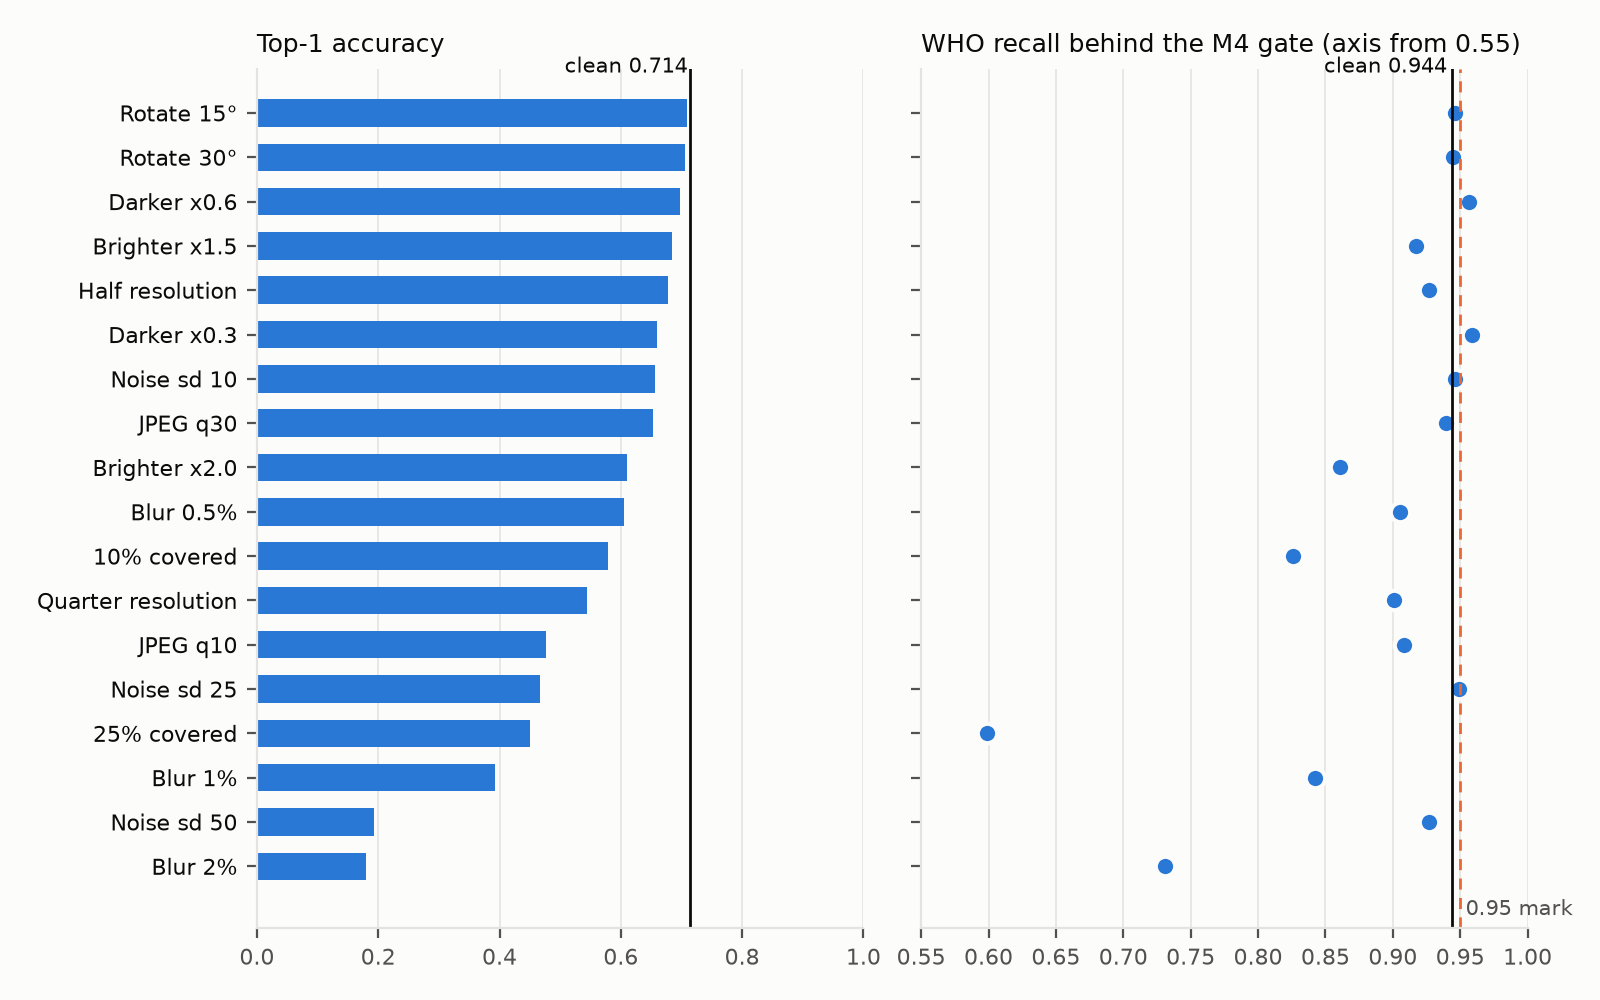 Top-1 accuracy
WHO recall behind the M4 gate (axis from 0.55)
clean 0.714
clean 0.944
Rotate 15°
Rotate 30°
Darker x0.6
Brighter x1.5
Half resolution
Darker x0.3
Noise sd 10
JPEG q30
Brighter x2.0
Blur 0.5%
10% covered
Quarter resolution
JPEG q10
Noise sd 25
25% covered
Blur 1%
Noise sd 50
Blur 2%
0.95 mark
0.0 0.2 0.4 0.6 0.8 1.0
0.55 0.60 0.65 0.70 0.75 0.80 0.85 0.90 0.95 1.00